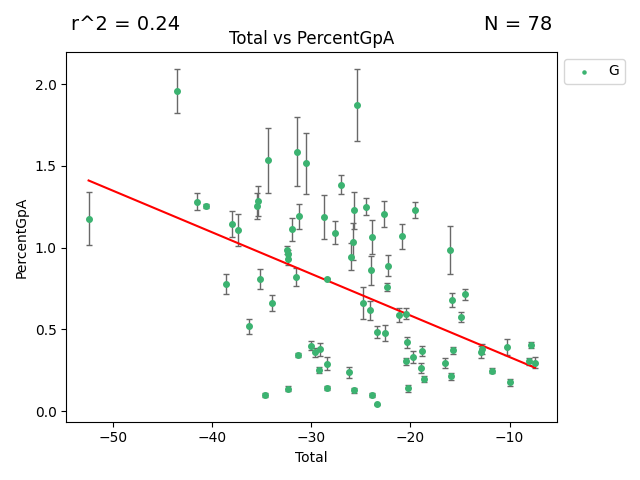 r^2 = 0.24
N = 78
Total vs PercentGpA
G
2.0
1.5
1.0
0.5
0.0
PercentGpA
−50
−40
−30
−20
−10
Total